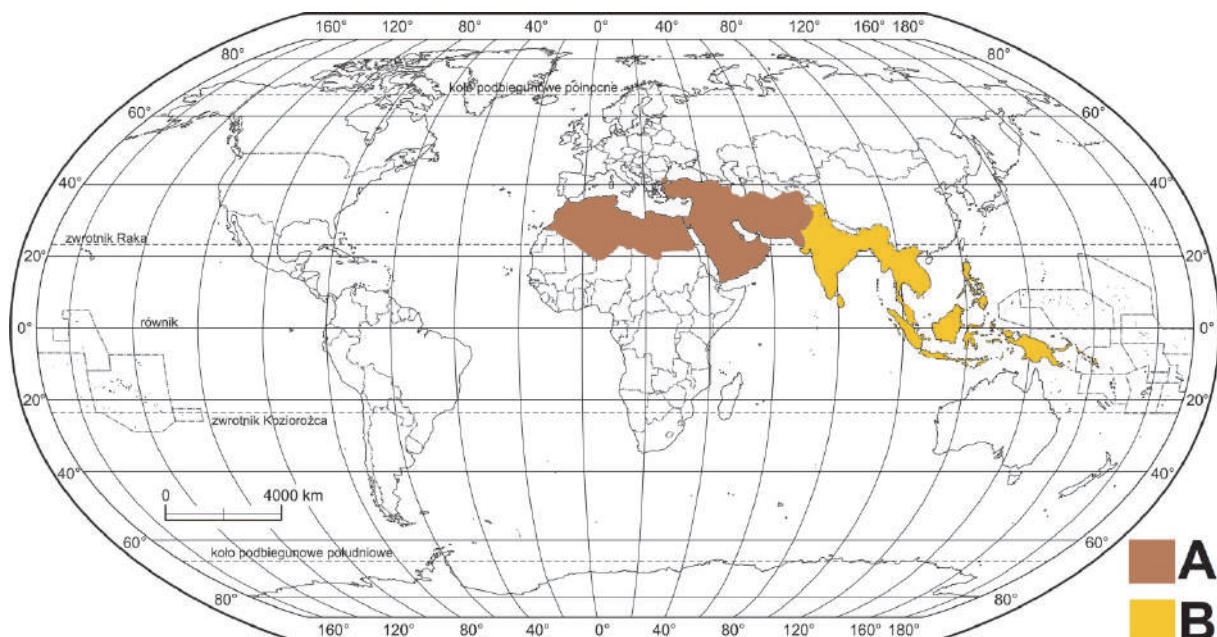 160° 120° 80° 40° 0° 40° 80° 120° 160° 180°
80° 80°
koło podbiegunowe północne
60° 60°
40° 40°
zwrotnik Raka
20° 20°
równik
0° 0°
20° 20°
zwrotnik Koziorożca
40° 40°
0 4000 km
60° koło podbiegunowe południowe 60°
A
80° 80°
B
160° 120° 80° 40° 0° 40° 80° 120° 160° 180°